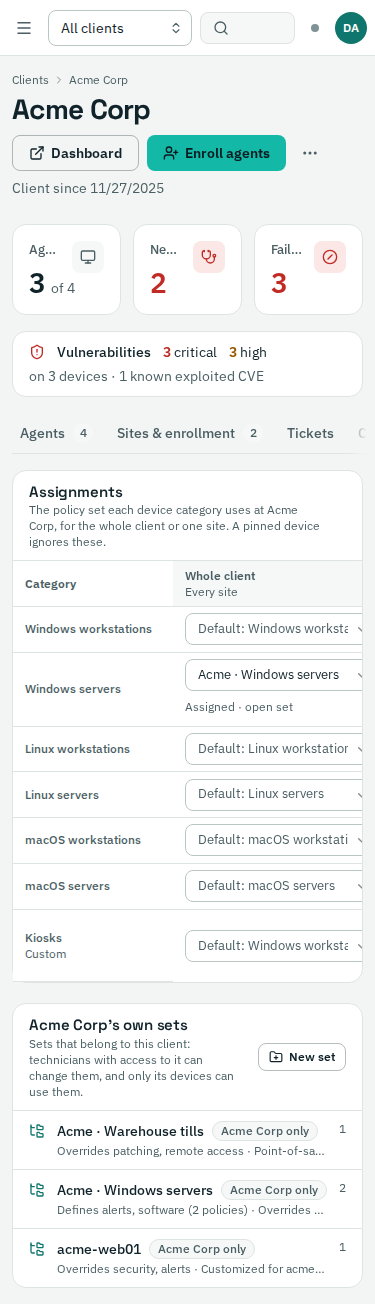 All clients
DA
Clients > Acme Corp
Acme Corp
Dashboard
Enroll agents
Client since 11/27/2025
Ag…
3 of 4
Ne…
2
Fail…
3
Vulnerabilities 3 critical 3 high
on 3 devices · 1 known exploited CVE
Agents 4 Sites & enrollment 2 Tickets
Assignments
The policy set each device category uses at Acme
Corp, for the whole client or one site. A pinned device
ignores these.
Category
Whole client
Every site
Windows workstations
Default: Windows worksta
Windows servers
Acme · Windows servers
Assigned · open set
Linux workstations
Default: Linux workstation
Linux servers
Default: Linux servers
macOS workstations
Default: macOS workstati
macOS servers
Default: macOS servers
Kiosks
Custom
Default: Windows worksta
Acme Corp's own sets
Sets that belong to this client:
technicians with access to it can
change them, and only its devices can
use them.
New set
Acme · Warehouse tills Acme Corp only 1
Overrides patching, remote access · Point-of-sa…
Acme · Windows servers Acme Corp only 2
Defines alerts, software (2 policies) · Overrides …
acme-web01 Acme Corp only 1
Overrides security, alerts · Customized for acme…